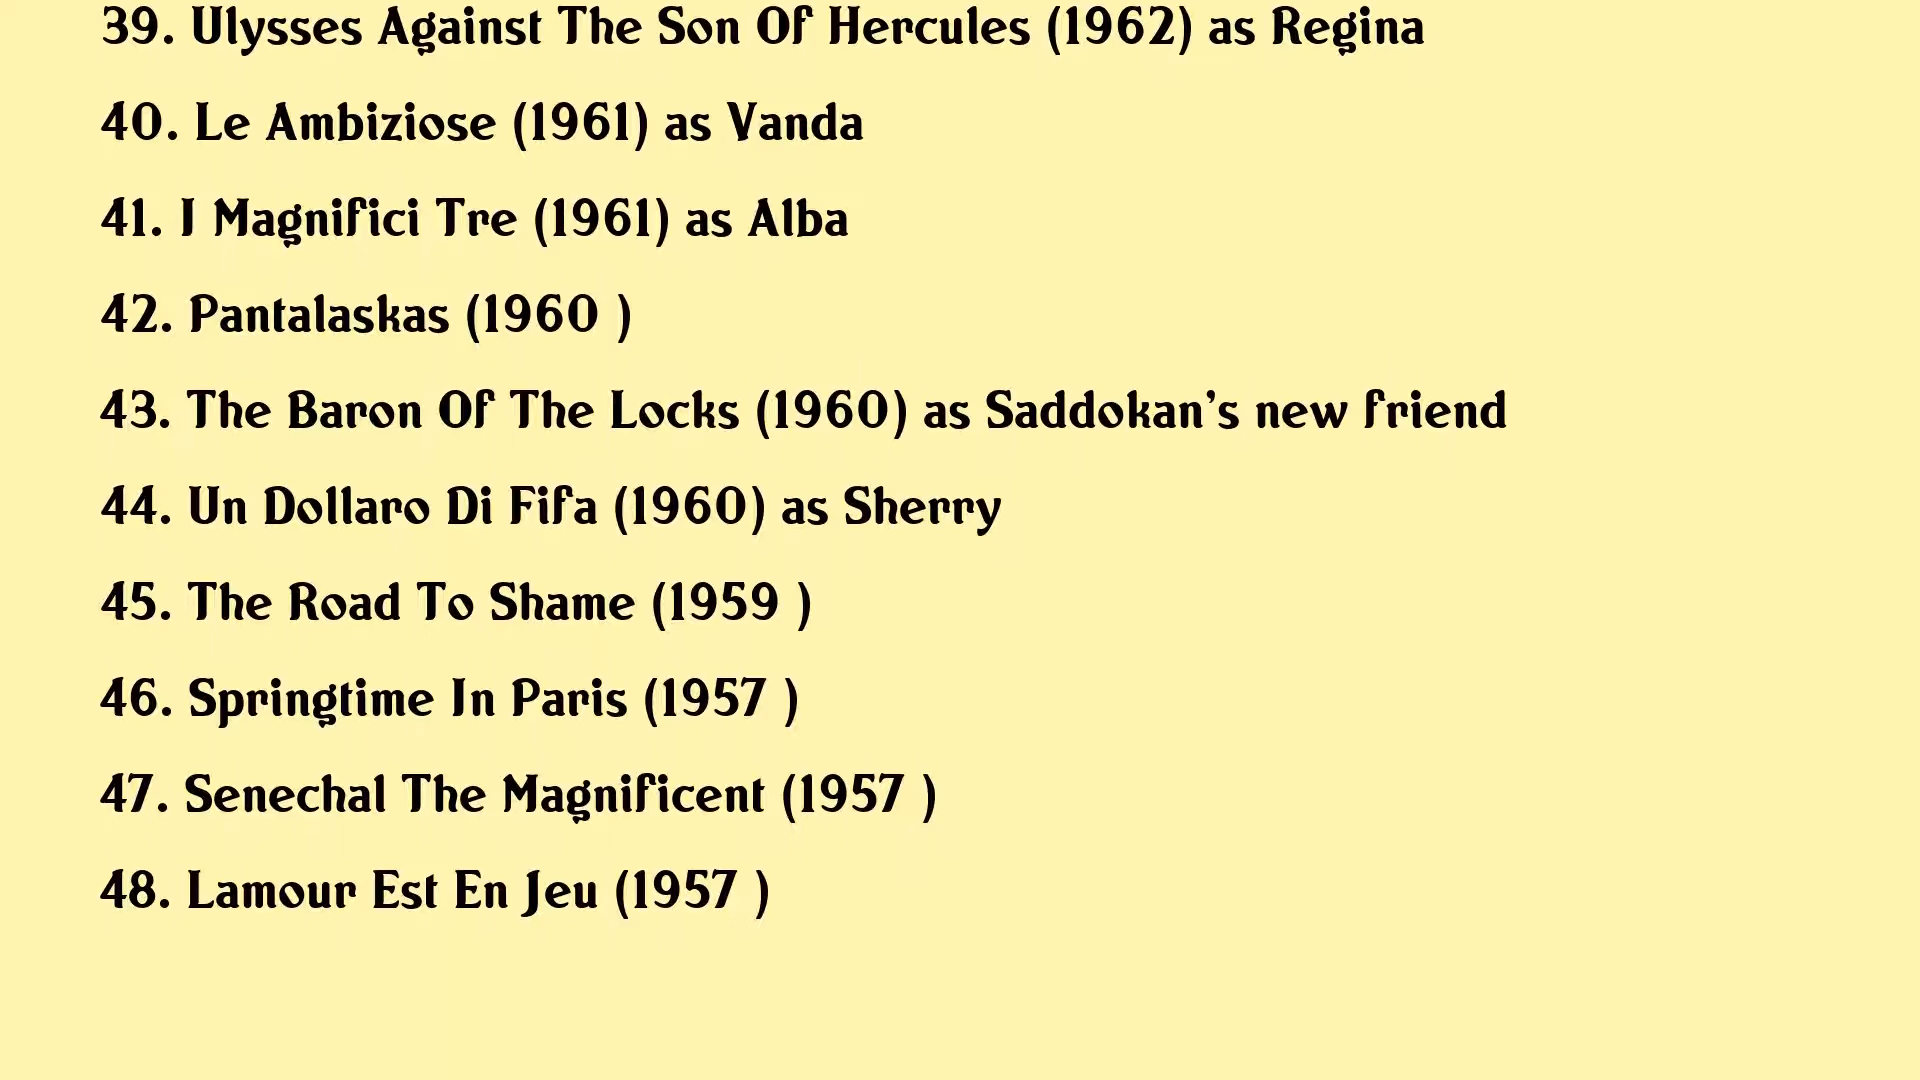 39. Ulysses Against The Son Of Hercules (1962) as Regina
40. Le Ambiziose (1961) as Vanda
41. I Magnifici Tre (1961) as Alba
42. Pantalaskas (1960 )
43. The Baron Of The Locks (1960) as Saddokan's new friend
44. Un Dollaro Di Fifa (1960) as Sherry
45. The Road To Shame (1959 )
46. Springtime In Paris (1957 )
47. Senechal The Magnificent (1957 )
48. Lamour Est En Jeu (1957 )